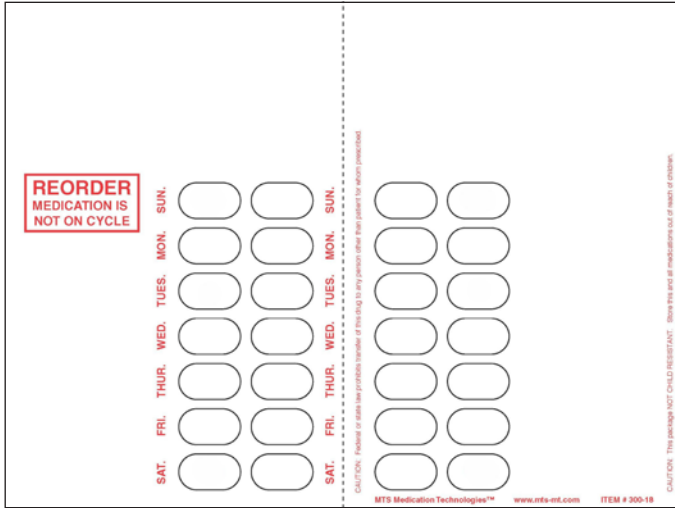 REORDER
MEDICATION IS
NOT ON CYCLE
SUN. SUN.
MON. MON.
TUES. TUES.
WED. WED.
THUR. THUR.
FRI. FRI.
SAT. SAT.
CAUTION: Federal or state law prohibits transfer of this drug to any person other than patient for whom prescribed.
CAUTION: This package NOT CHILD RESISTANT. Store this and all medications out of reach of children.
MTS Medication Technologies™ www.mts-mt.com ITEM # 300-18